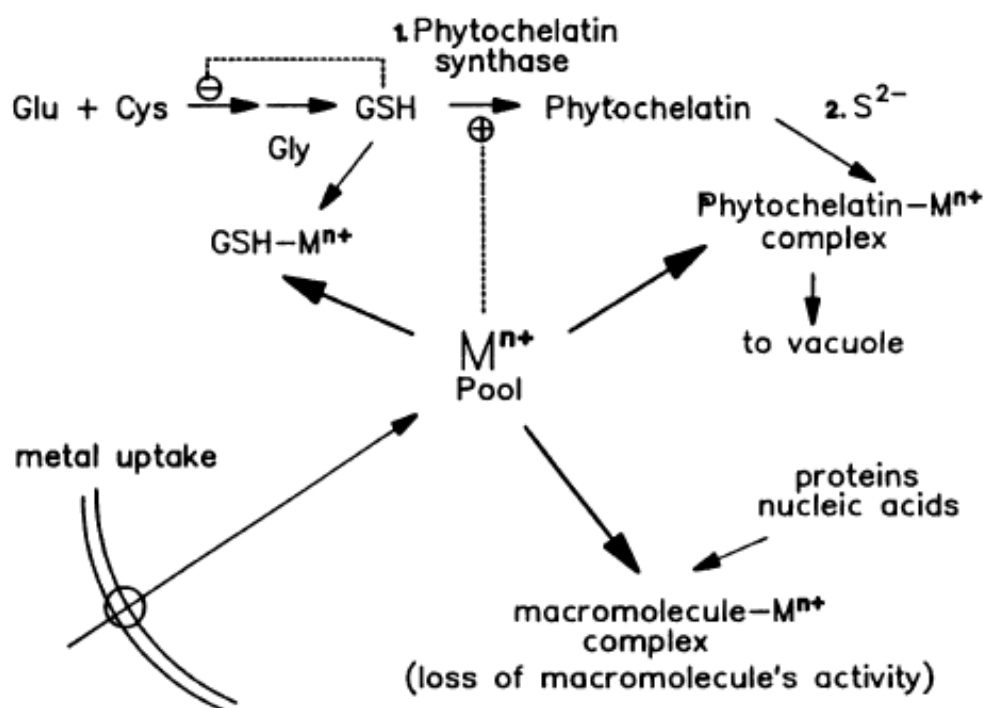 1. Phytochelatin
synthase
⊖
Glu + Cys
GSH
Phytochelatin
2. S²⁻
Gly
⊕
GSH–Mⁿ⁺
Phytochelatin–Mⁿ⁺
complex
to vacuole
Mⁿ⁺
Pool
metal uptake
proteins
nucleic acids
macromolecule–Mⁿ⁺
complex
(loss of macromolecule's activity)